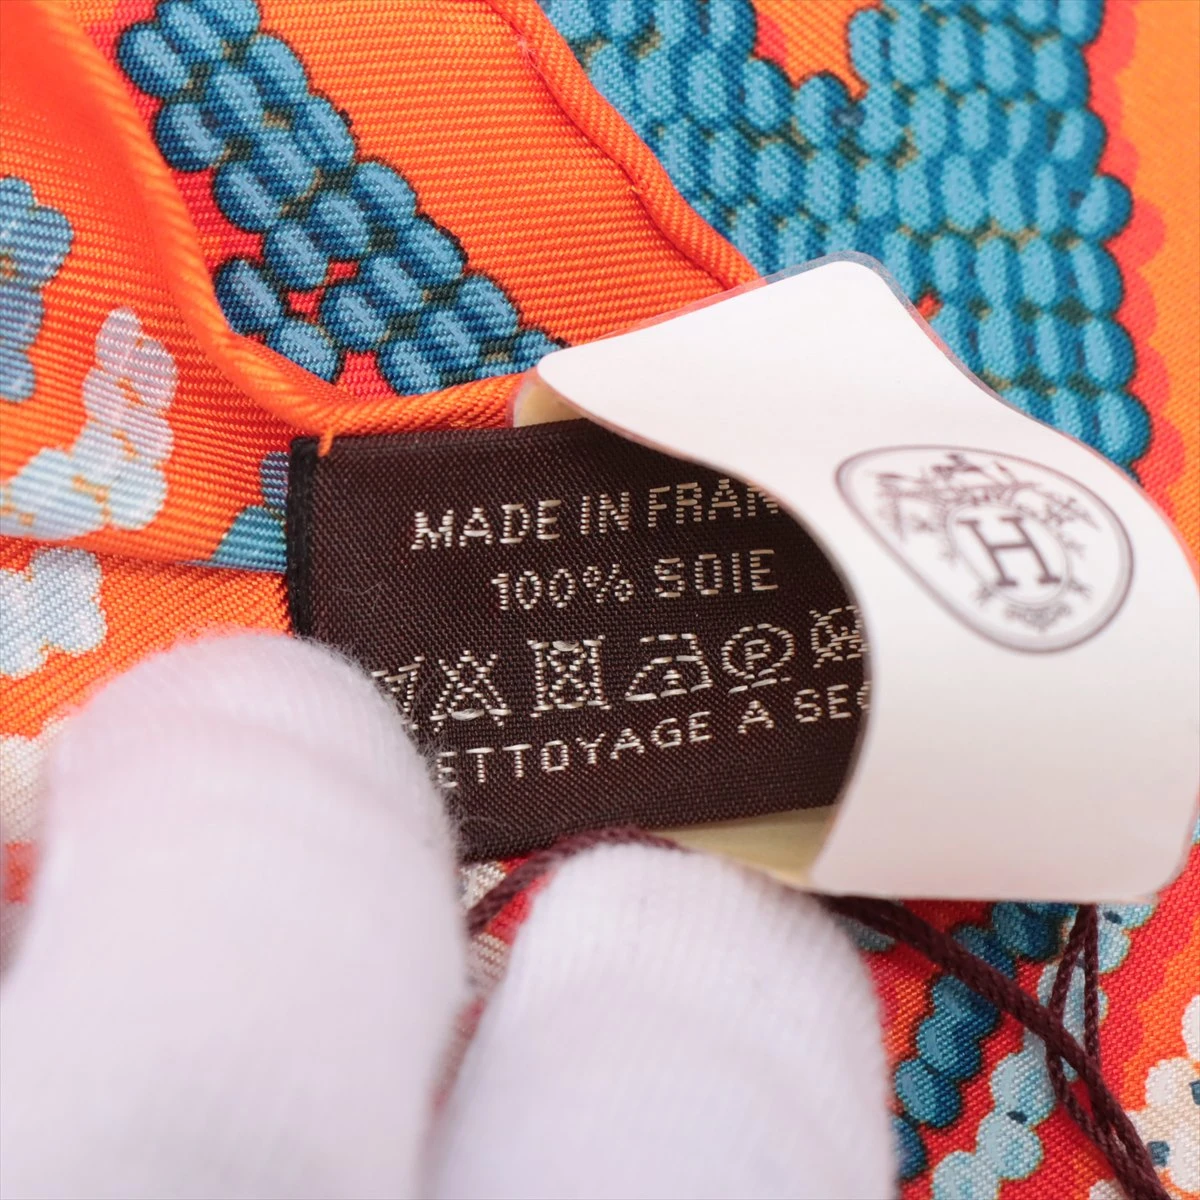 MADE IN FRAN
100% SOIE
P
ETTOYAGE A SEC
H